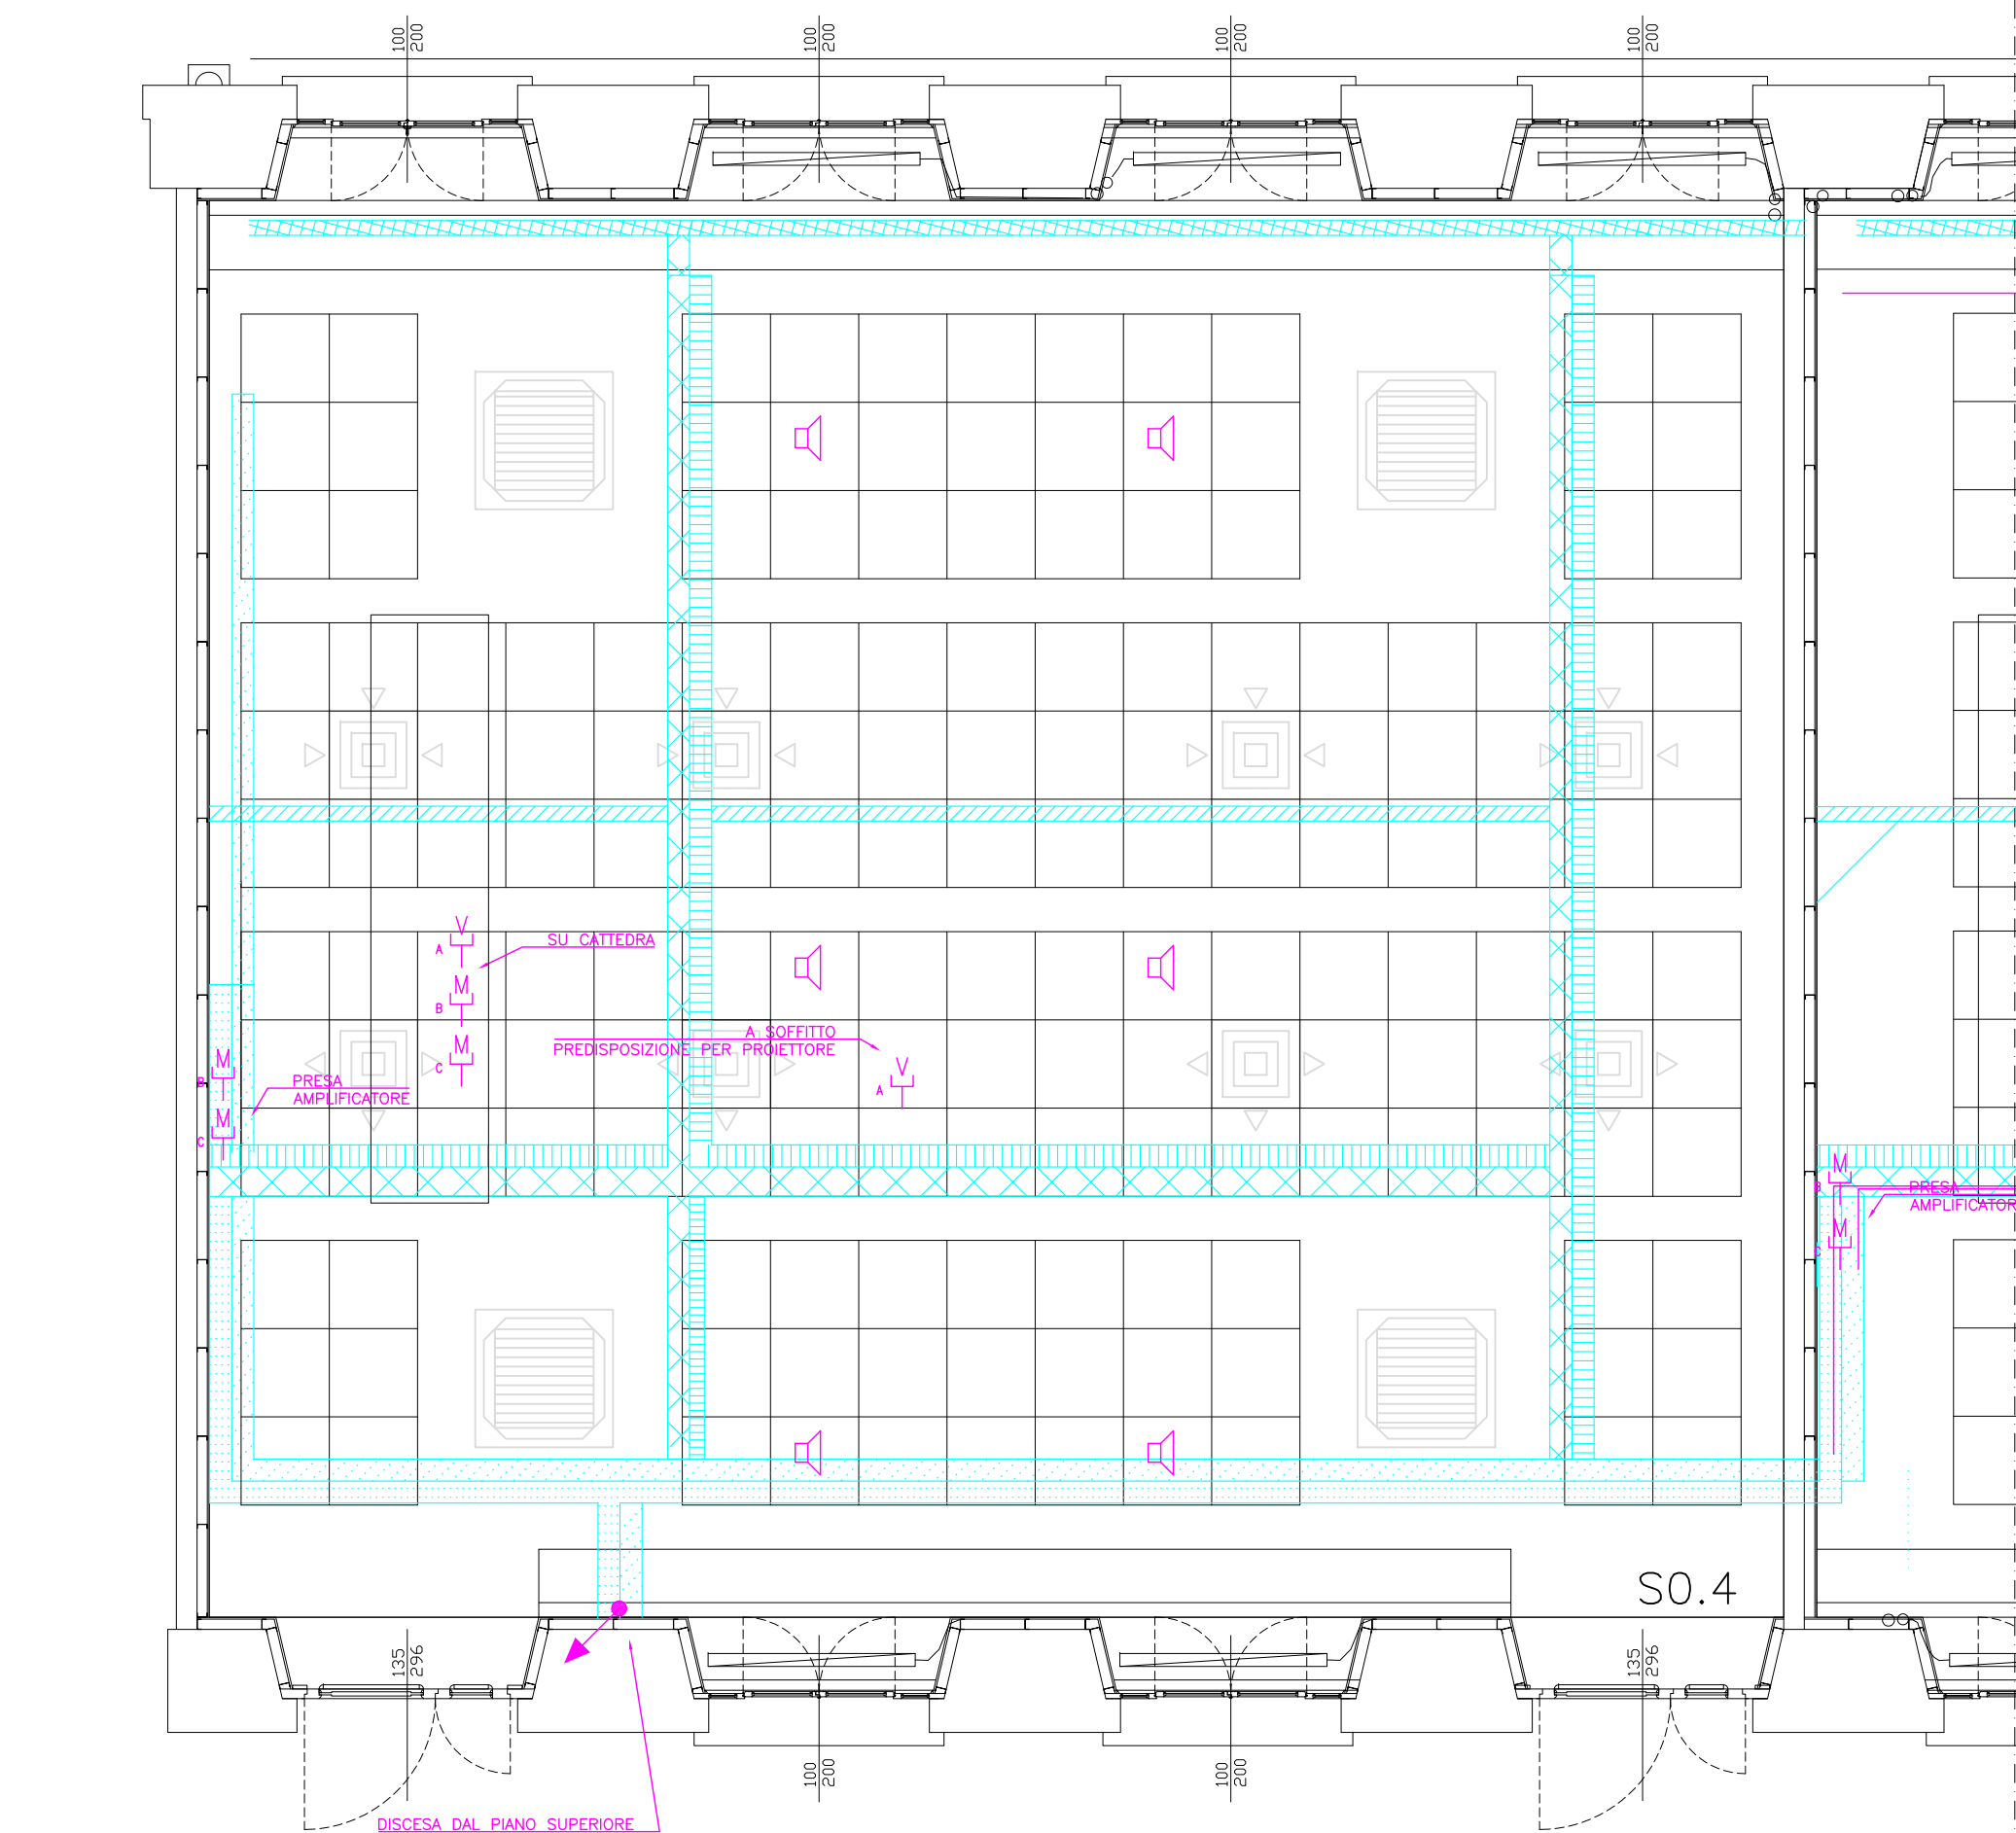 100
200
100
200
100
200
100
200
V
A
SU CATTEDRA
M
B
M
C
A SOFFITTO
PREDISPOSIZIONE PER PROIETTORE
V
A
M
B
PRESA
AMPLIFICATORE
M
C
M
B
PRESA
AMPLIFICATOR
M
C
S0.4
135
296
135
296
100
200
100
200
DISCESA DAL PIANO SUPERIORE